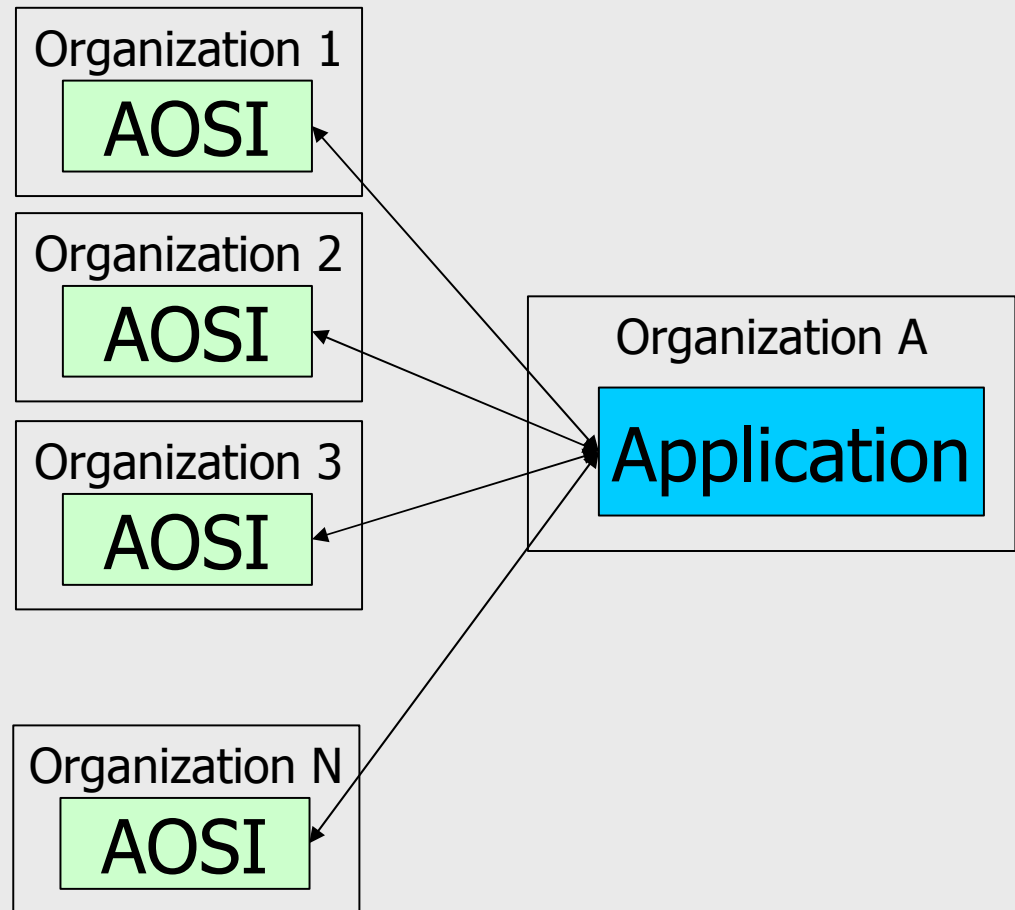 Organization 1
AOSI
Organization 2
AOSI
Organization 3
AOSI
Organization N
AOSI
Organization A
Application